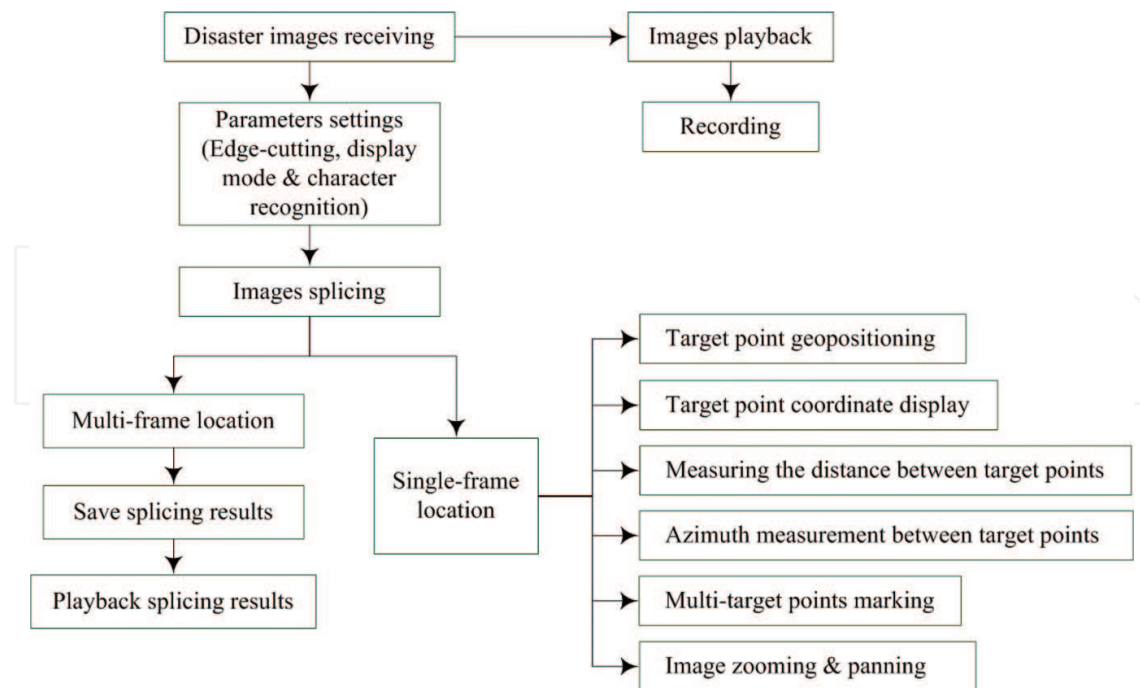 Disaster images receiving
Images playback
Recording
Parameters settings
(Edge-cutting, display
mode & character
recognition)
Images splicing
Multi-frame location
Save splicing results
Playback splicing results
Single-frame
location
Target point geopositioning
Target point coordinate display
Measuring the distance between target points
Azimuth measurement between target points
Multi-target points marking
Image zooming & panning